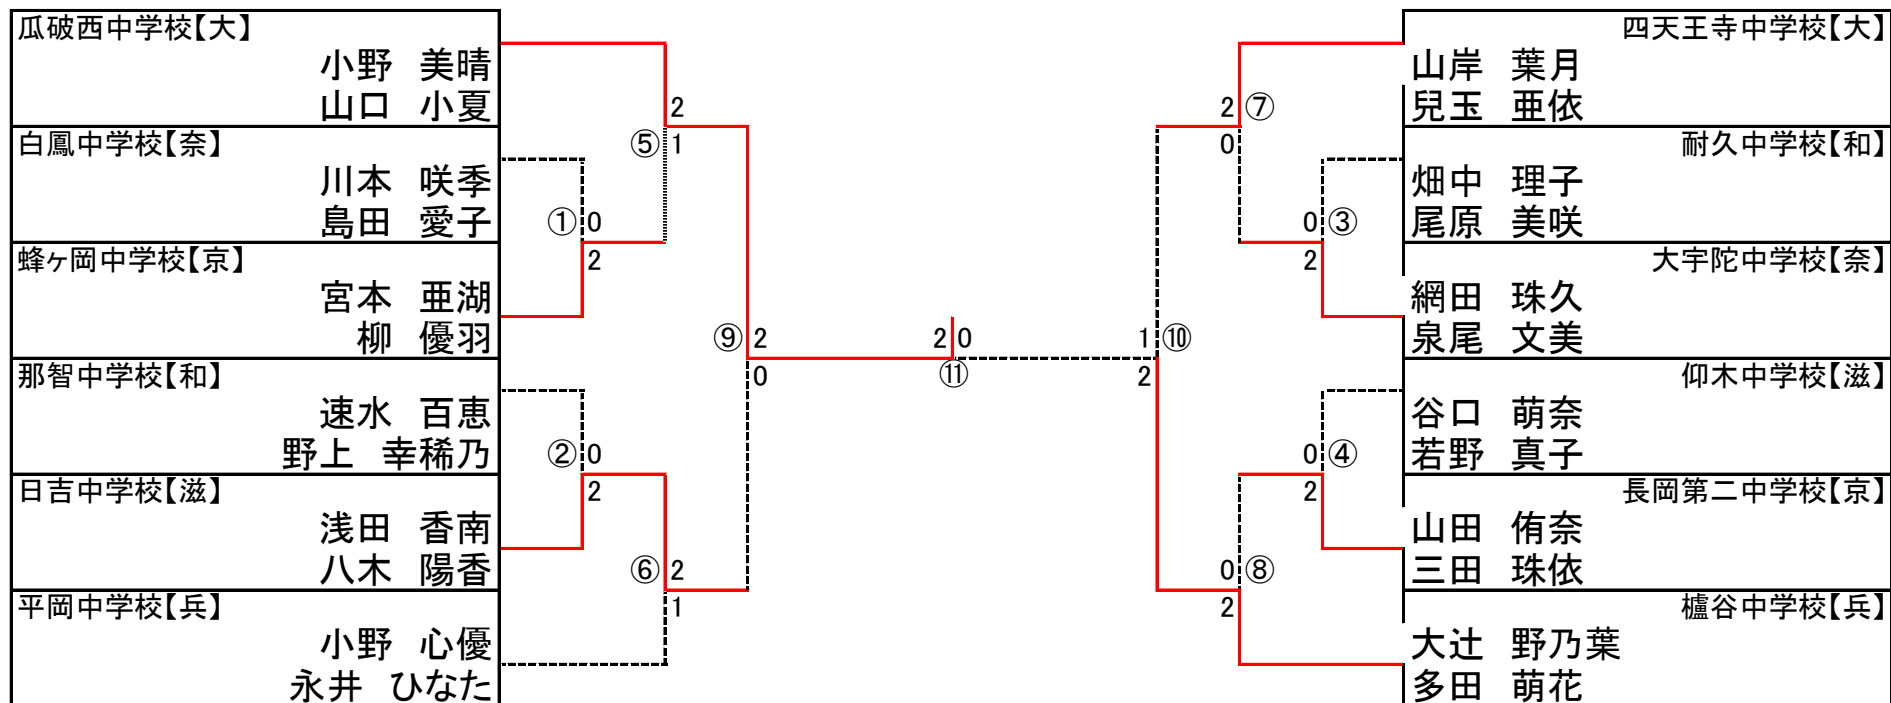 瓜破西中学校【大】
小野 美晴
山口 小夏
白鳳中学校【奈】
川本 咲季
島田 愛子
蜂ヶ岡中学校【京】
宮本 亜湖
柳 優羽
那智中学校【和】
速水 百恵
野上 幸稀乃
日吉中学校【滋】
浅田 香南
八木 陽香
平岡中学校【兵】
小野 心優
永井 ひなた
2
⑤ 1
① 0
2
⑨ 2
0
② 0
2
⑥ 2
1
2 0
⑪
2 ⑦
0
0 ③
2
1 ⑩
2
0 ④
2
0 ⑧
2
四天王寺中学校【大】
山岸 葉月
兒玉 亜依
耐久中学校【和】
畑中 理子
尾原 美咲
大宇陀中学校【奈】
網田 珠久
泉尾 文美
仰木中学校【滋】
谷口 萌奈
若野 真子
長岡第二中学校【京】
山田 侑奈
三田 珠依
櫨谷中学校【兵】
大辻 野乃葉
多田 萌花